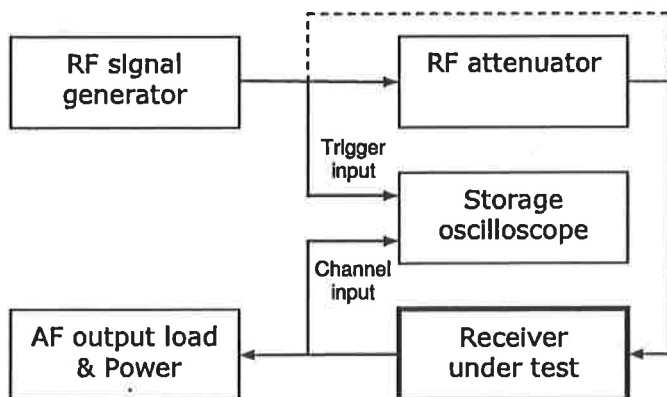 RF signal
generator
RF attenuator
Trigger
input
Storage
oscilloscope
Channel
input
AF output load
& Power
Receiver
under test